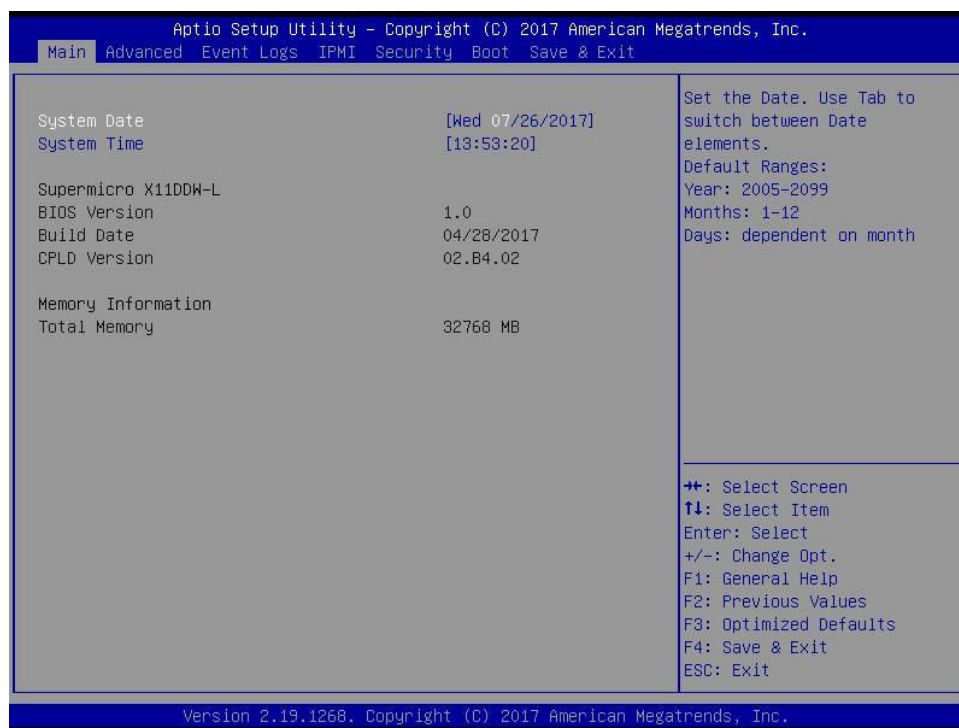 Aptio Setup Utility – Copyright (C) 2017 American Megatrends, Inc.
Main Advanced Event Logs IPMI Security Boot Save & Exit
System Date [Wed 07/26/2017]
System Time [13:53:20]
Supermicro X11DDW-L
BIOS Version 1.0
Build Date 04/28/2017
CPLD Version 02.B4.02
Memory Information
Total Memory 32768 MB
Set the Date. Use Tab to
switch between Date
elements.
Default Ranges:
Year: 2005-2099
Months: 1-12
Days: dependent on month
→←: Select Screen
↑↓: Select Item
Enter: Select
+/-: Change Opt.
F1: General Help
F2: Previous Values
F3: Optimized Defaults
F4: Save & Exit
ESC: Exit
Version 2.19.1268. Copyright (C) 2017 American Megatrends, Inc.